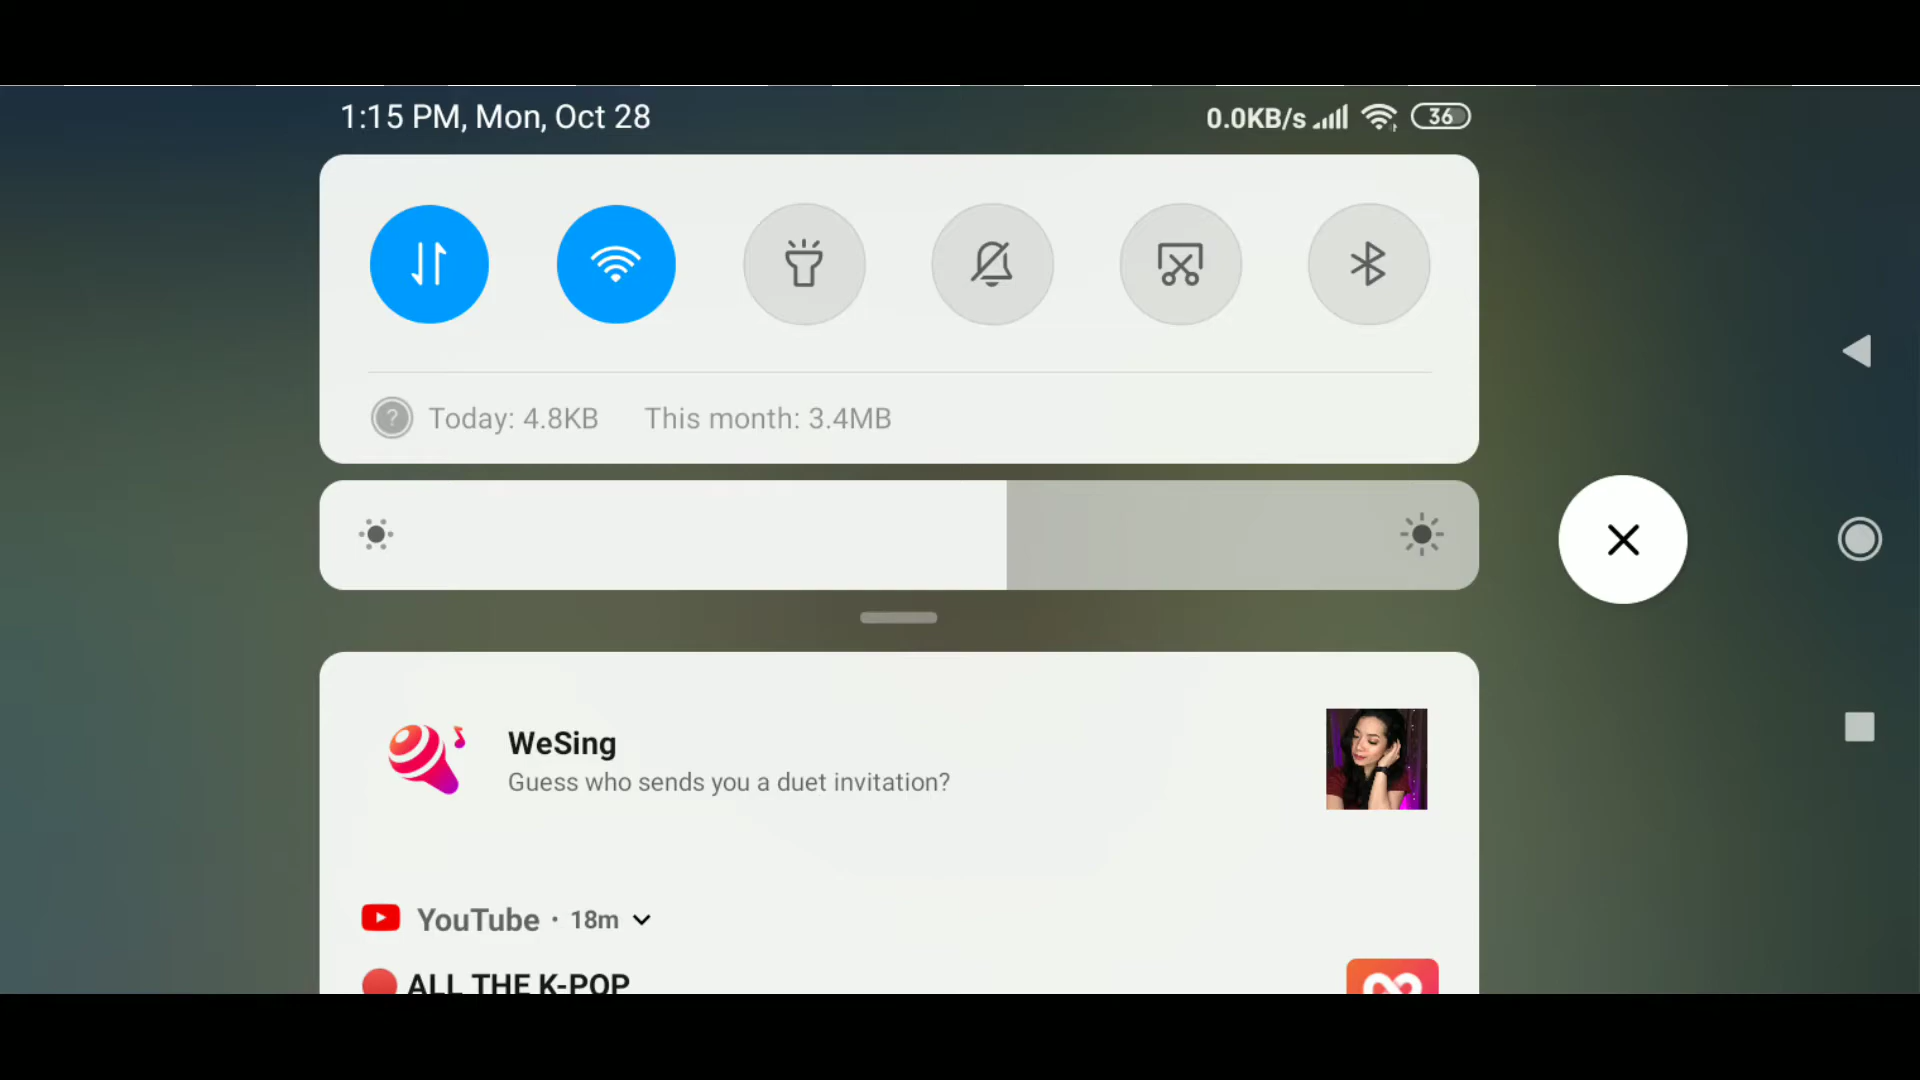 1:15 PM, Mon, Oct 28
0.0KB/s
36
Today: 4.8KB This month: 3.4MB
WeSing
Guess who sends you a duet invitation?
YouTube · 18m
ALL THE K-POP